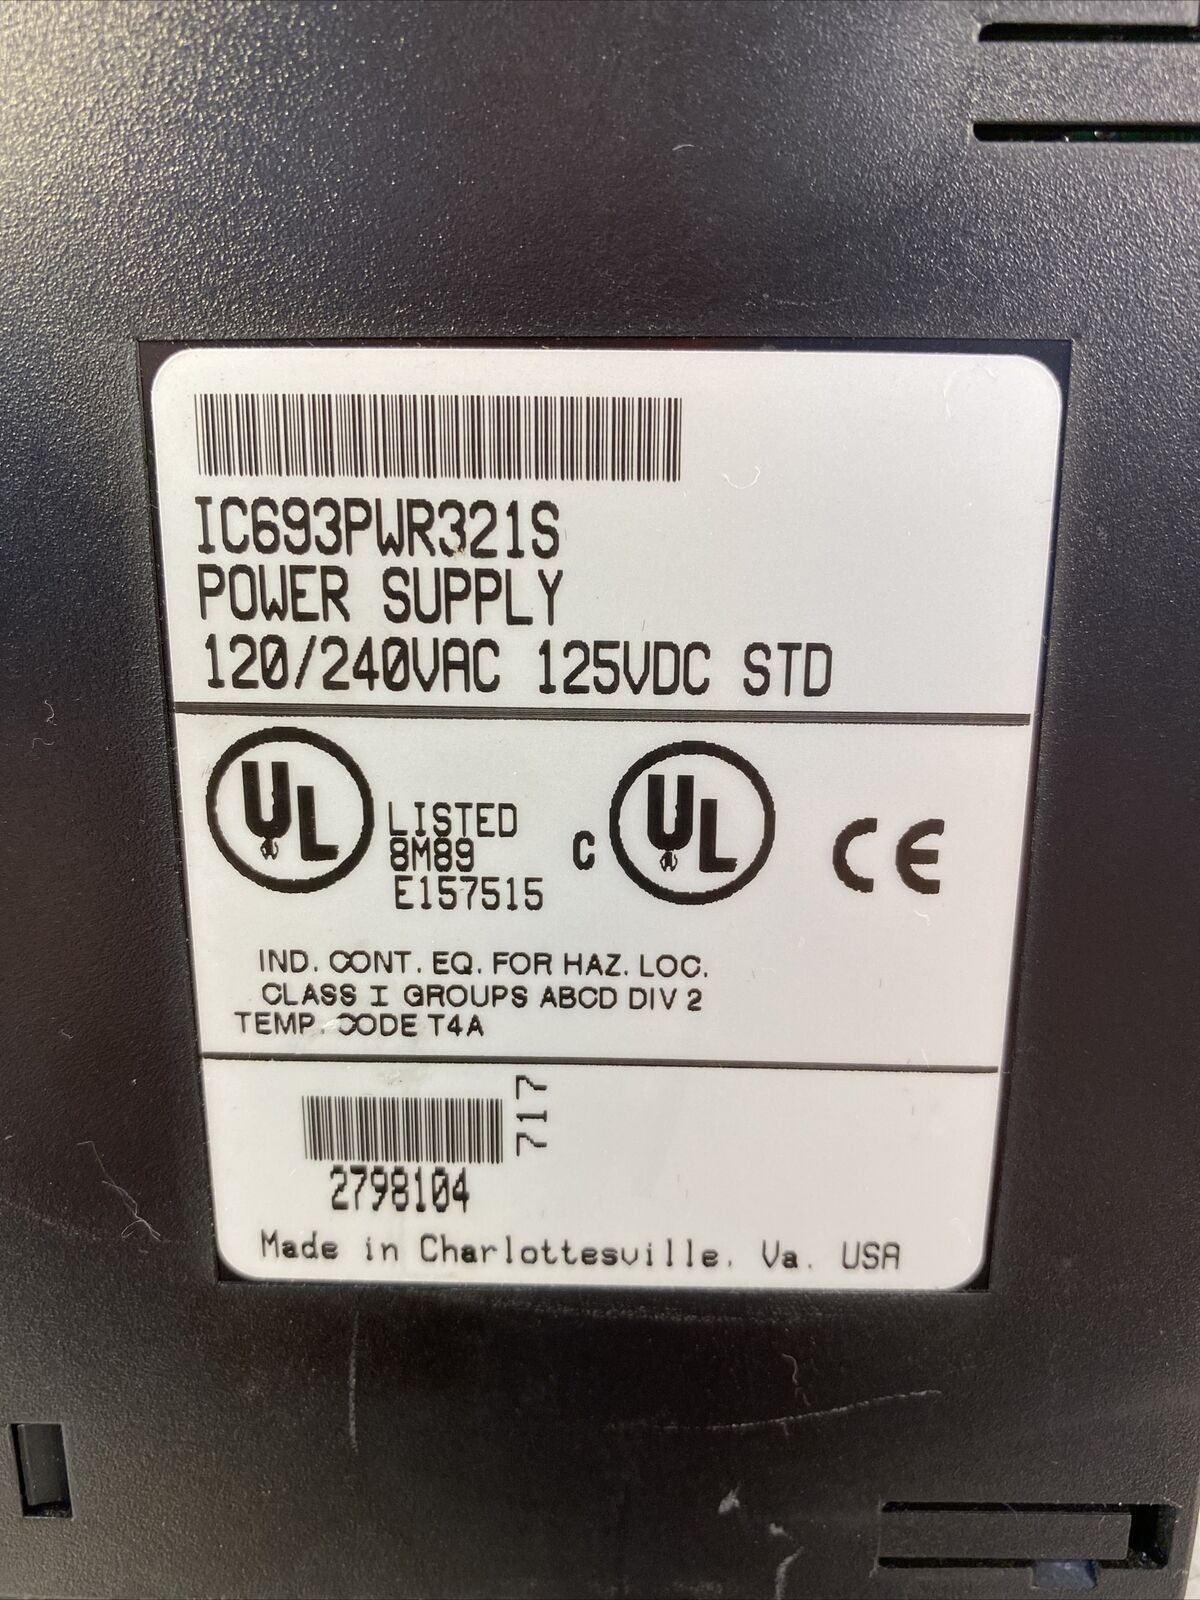 IC693PWR321S
POWER SUPPLY
120/240VAC 125VDC STD
UL
LISTED
8M89
E157515
C UL
CE
IND. CONT. EQ. FOR HAZ. LOC.
CLASS I GROUPS ABCD DIV 2
TEMP. CODE T4A
717
2798104
Made in Charlottesville, Va. USA